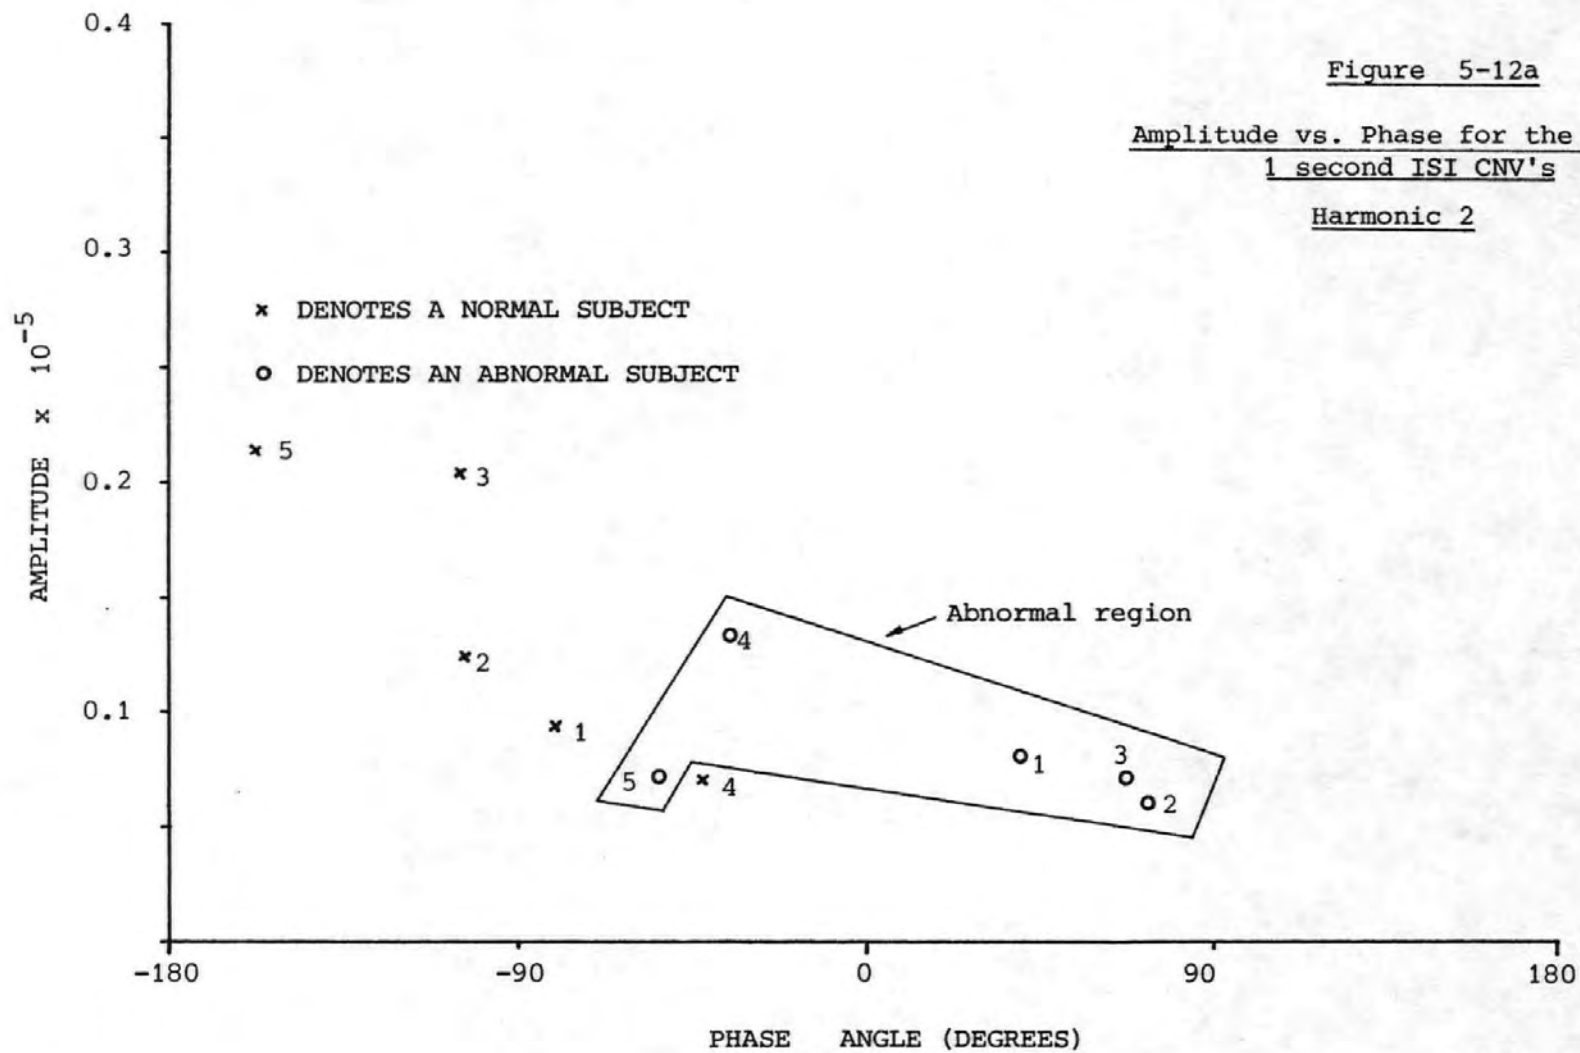 Figure 5-12a
Amplitude vs. Phase for the
1 second ISI CNV's
Harmonic 2
0.4
0.3
0.2
0.1
AMPLITUDE x 10-5
x DENOTES A NORMAL SUBJECT
o DENOTES AN ABNORMAL SUBJECT
5
3
2
1
4
Abnormal region
4
5
1
3
2
-180
-90
0
90
180
PHASE ANGLE (DEGREES)